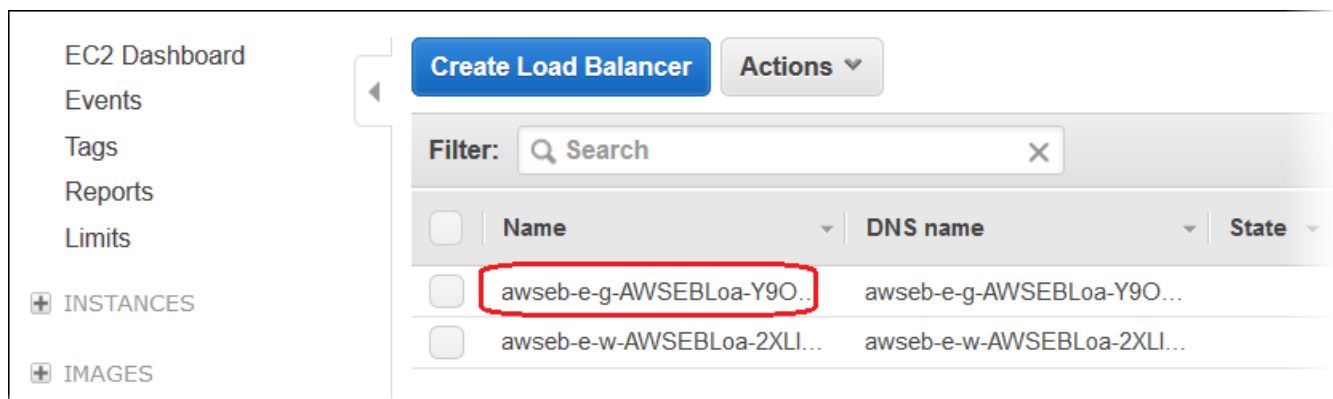 EC2 Dashboard
Events
Tags
Reports
Limits
INSTANCES
IMAGES
Create Load Balancer Actions
Filter: Search
Name DNS name State
awseb-e-g-AWSEBLoa-Y9O... awseb-e-g-AWSEBLoa-Y9O...
awseb-e-w-AWSEBLoa-2XLI... awseb-e-w-AWSEBLoa-2XLI...